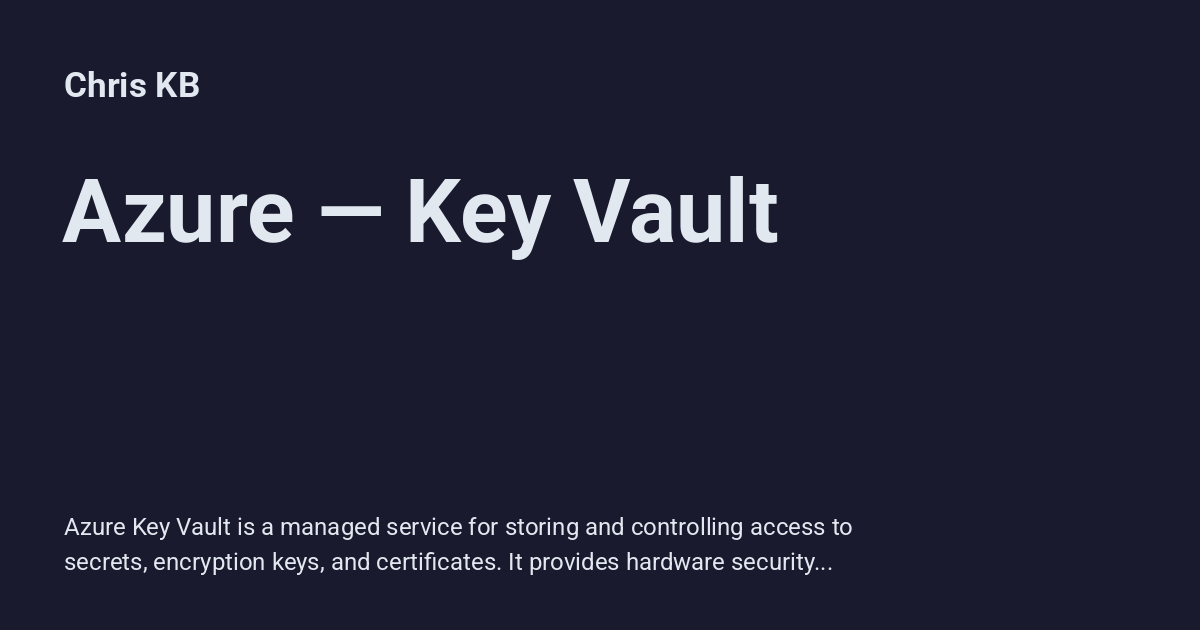 Chris KB
Azure — Key Vault
Azure Key Vault is a managed service for storing and controlling access to
secrets, encryption keys, and certificates. It provides hardware security...